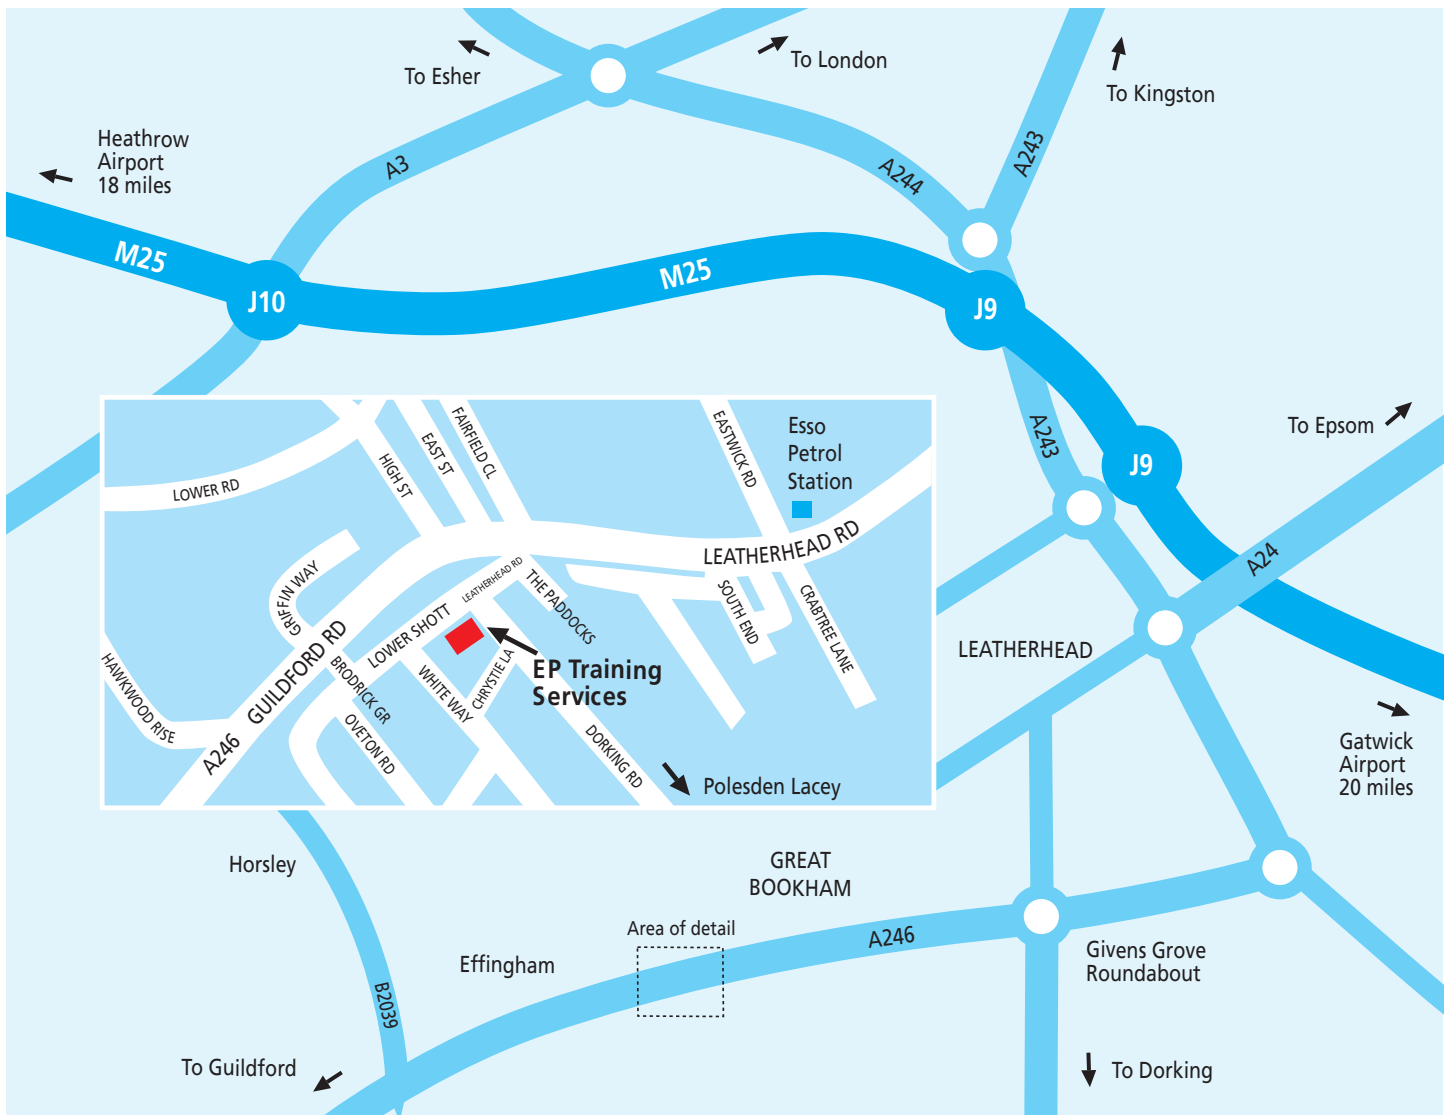 To Esher
To London
To Kingston
Heathrow
Airport
18 miles
A3
A244
A243
M25
M25
J10
J9
A243
J9
To Epsom
A24
LEATHERHEAD
Gatwick
Airport
20 miles
LOWER RD
HIGH ST
EAST ST
FAIRFIELD CL
EASTWICK RD
Esso
Petrol
Station
LEATHERHEAD RD
GRIFFIN WAY
LEATHERHEAD RD
THE PADDOCKS
SOUTH END
CRABTREE LANE
LOWER SHOTT
GUILDFORD RD
A246
HAWKWOOD RISE
BRODRICK GR
OVETON RD
WHITE WAY
CHRYSTIE LA
EP Training
Services
DORKING RD
Polesden Lacey
Horsley
GREAT
BOOKHAM
Area of detail
A246
Effingham
Givens Grove
Roundabout
B2039
To Guildford
To Dorking